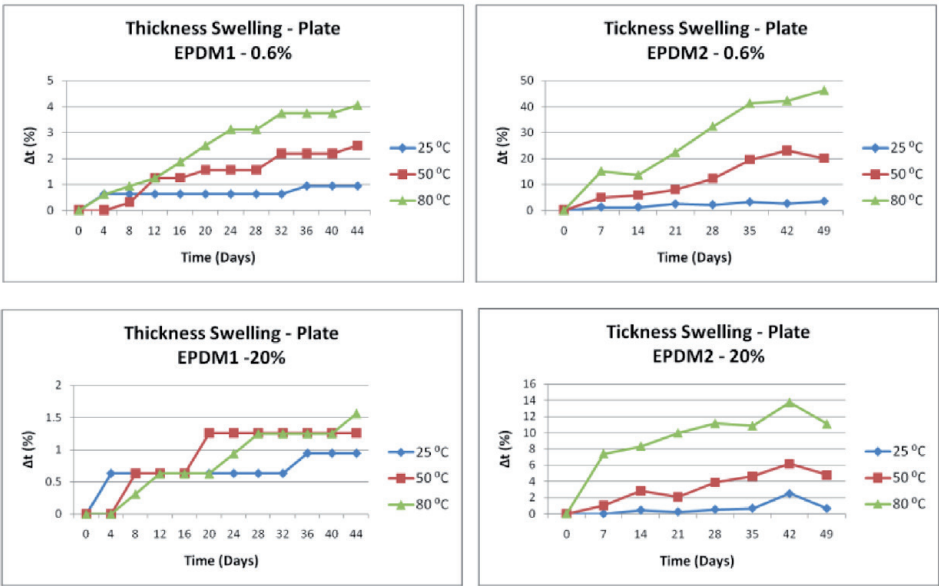 Thickness Swelling - Plate
EPDM1 - 0.6%
5
4
3
2
1
0
Δt (%)
0 4 8 12 16 20 24 28 32 36 40 44
Time (Days)
25 ⁰C
50 ⁰C
80 ⁰C
Tickness Swelling - Plate
EPDM2 - 0.6%
50
40
30
20
10
0
Δt (%)
0 7 14 21 28 35 42 49
Time (Days)
25 ⁰C
50 ⁰C
80 ⁰C
Thickness Swelling - Plate
EPDM1 -20%
2
1.5
1
0.5
0
Δt (%)
0 4 8 12 16 20 24 28 32 36 40 44
Time (Days)
25 ⁰C
50 ⁰C
80 ⁰C
Tickness Swelling - Plate
EPDM2 - 20%
16
14
12
10
8
6
4
2
0
Δt (%)
0 7 14 21 28 35 42 49
Time (Days)
25 ⁰C
50 ⁰C
80 ⁰C